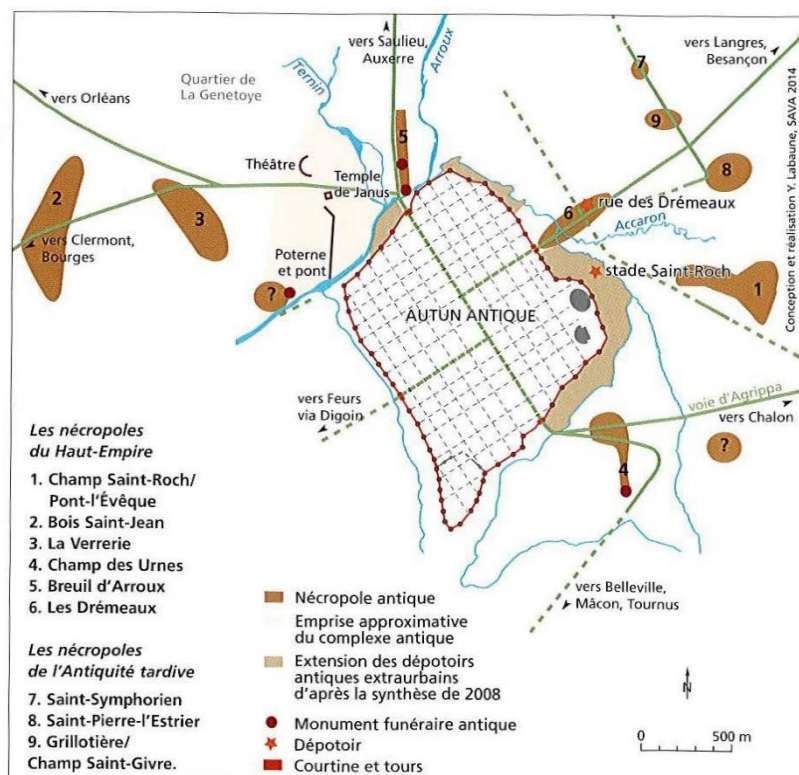 vers Saulieu,
Auxerre
Arroux
Ternin
Quartier de
La Genetoye
vers Orléans
7
vers Langres,
Besançon
9
8
5
Théâtre
Temple
de Janus
2
3
6
rue des Drémeaux
Accaron
vers Clermont,
Bourges
Poterne
et pont
?
stade Saint-Roch
1
AUTUN ANTIQUE
vers Feurs
via Digoin
voie d'Agrippa
vers Chalon
?
4
vers Belleville,
Mâcon, Tournus
Conception et réalisation Y. Labaune, SAVA 2014
Les nécropoles
du Haut-Empire
1. Champ Saint-Roch/
Pont-l'Évêque
2. Bois Saint-Jean
3. La Verrerie
4. Champ des Urnes
5. Breuil d'Arroux
6. Les Drémeaux
Les nécropoles
de l'Antiquité tardive
7. Saint-Symphorien
8. Saint-Pierre-l'Estrier
9. Grillotière/
Champ Saint-Givre.
Nécropole antique
Emprise approximative
du complexe antique
Extension des dépotoirs
antiques extraurbains
d'après la synthèse de 2008
Monument funéraire antique
Dépotoir
Courtine et tours
N
0 500 m